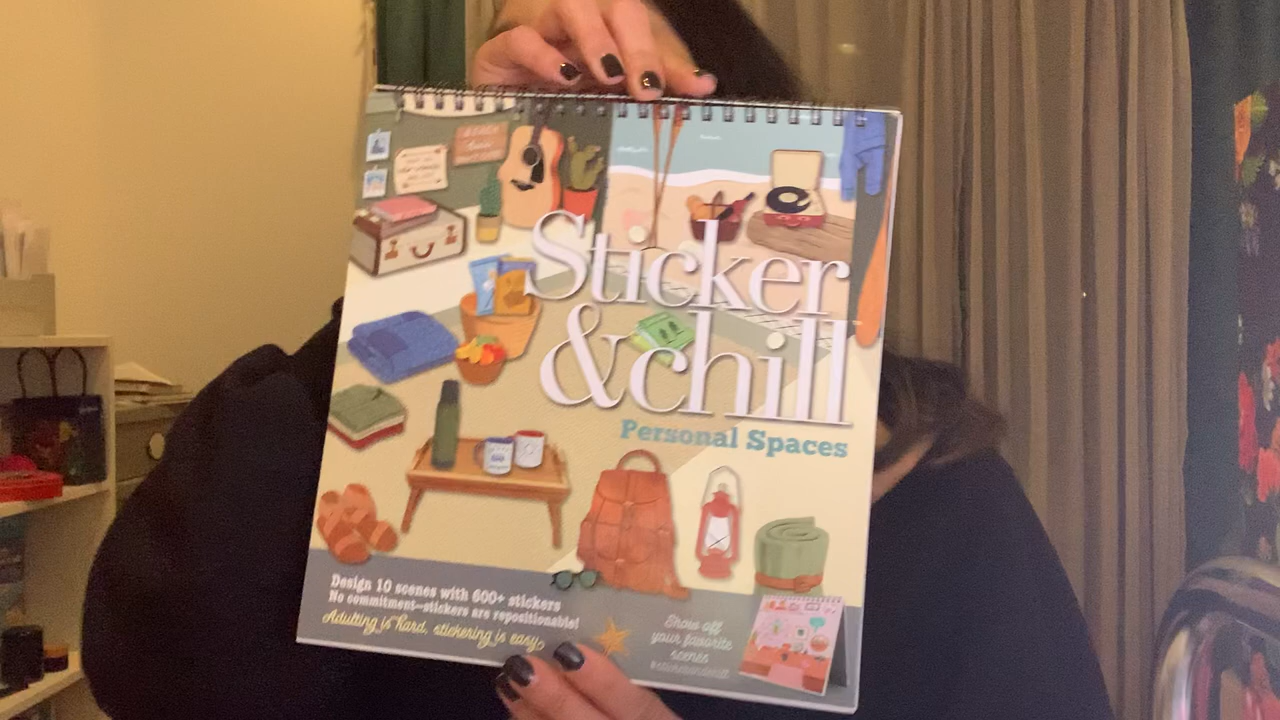 Sticker
&chill
Personal Spaces
Design 10 scenes with 600+ stickers
No commitment—stickers are repositionable!
Adulting is hard, stickering is easy.
Show off
your favorite
scenes